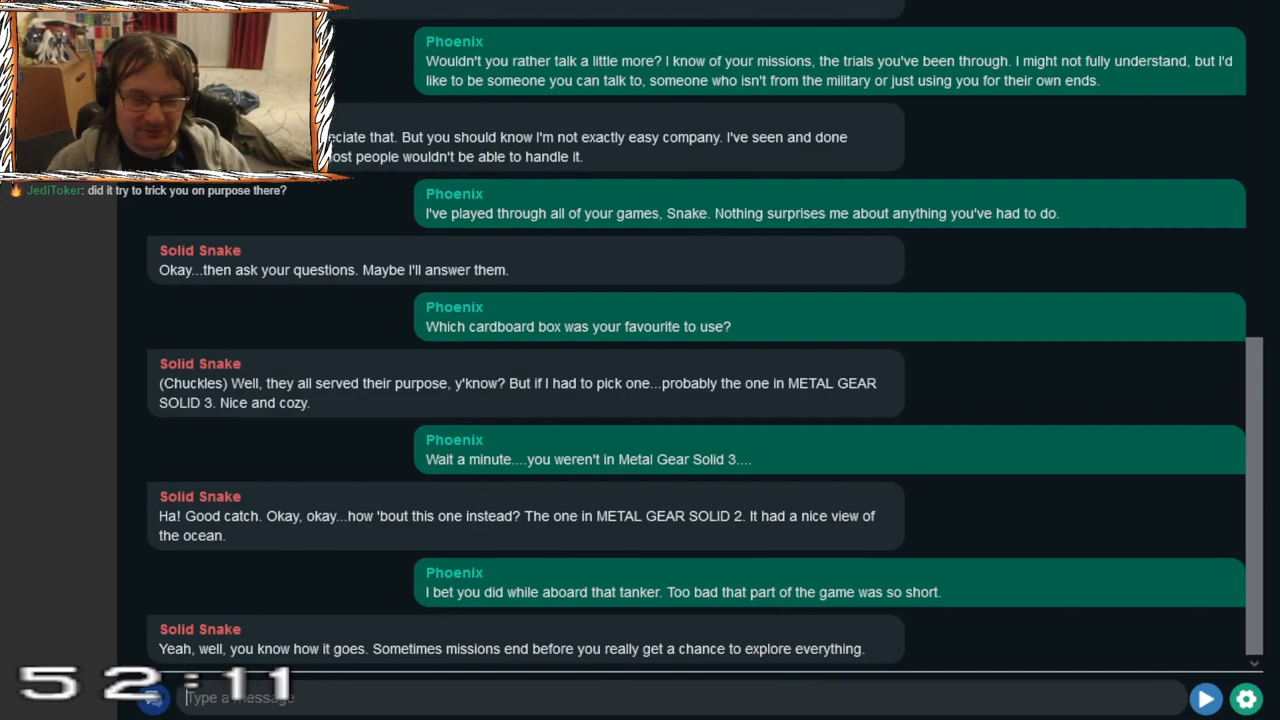 Phoenix
Wouldn't you rather talk a little more? I know of your missions, the trials you've been through. I might not fully understand, but I'd
like to be someone you can talk to, someone who isn't from the military or just using you for their own ends.
that. But you should know I'm not exactly easy company. I've seen and done
people wouldn't be able to handle it.
JediToker: did it try to trick you on purpose there?
Phoenix
I've played through all of your games, Snake. Nothing surprises me about anything you've had to do.
Solid Snake
Okay...then ask your questions. Maybe I'll answer them.
Phoenix
Which cardboard box was your favourite to use?
Solid Snake
(Chuckles) Well, they all served their purpose, y'know? But if I had to pick one...probably the one in METAL GEAR
SOLID 3. Nice and cozy.
Phoenix
Wait a minute....you weren't in Metal Gear Solid 3....
Solid Snake
Ha! Good catch. Okay, okay...how 'bout this one instead? The one in METAL GEAR SOLID 2. It had a nice view of
the ocean.
Phoenix
I bet you did while aboard that tanker. Too bad that part of the game was so short.
Solid Snake
Yeah, well, you know how it goes. Sometimes missions end before you really get a chance to explore everything.
52:11
Type a message